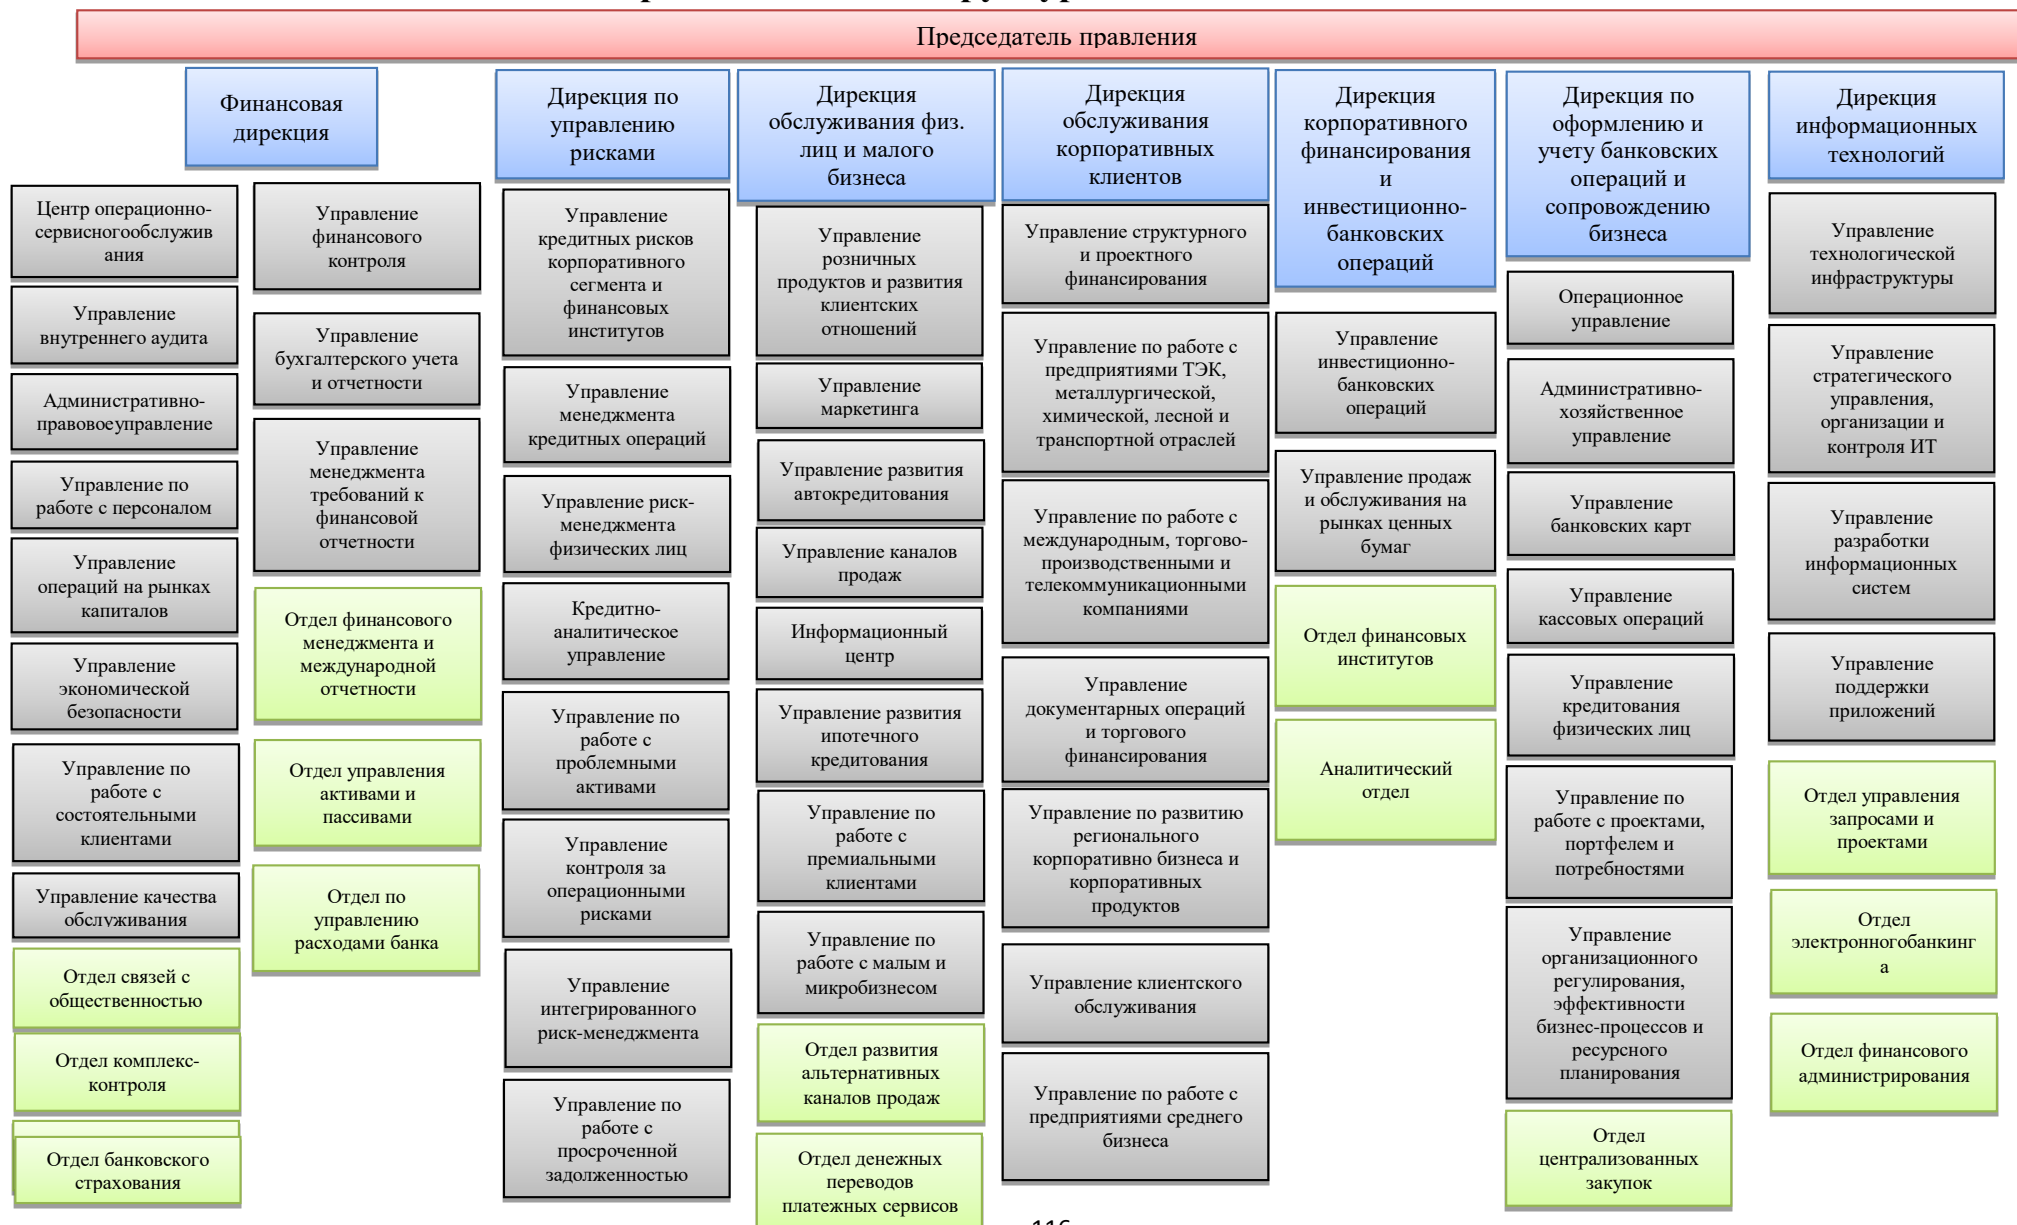 Председатель правления
Финансовая
дирекция
Центр операционно-
сервисногообслужив
ания
Управление
внутреннего аудита
Административно-
правовоеуправление
Управление по
работе с персоналом
Управление
операций на рынках
капиталов
Управление
экономической
безопасности
Управление по
работе с
состоятельными
клиентами
Управление качества
обслуживания
Отдел связей с
общественностью
Отдел комплекс-
контроля
Отдел банковского
страхования
Управление
финансового
контроля
Управление
бухгалтерского учета
и отчетности
Управление
менеджмента
требований к
финансовой
отчетности
Отдел финансового
менеджмента и
международной
отчетности
Отдел управления
активами и
пассивами
Отдел по
управлению
расходами банка
Дирекция по
управлению
рисками
Управление
кредитных рисков
корпоративного
сегмента и
финансовых
институтов
Управление
менеджмента
кредитных операций
Управление риск-
менеджмента
физических лиц
Кредитно-
аналитическое
управление
Управление по
работе с
проблемными
активами
Управление
контроля за
операционными
рисками
Управление
интегрированного
риск-менеджмента
Управление по
работе с
просроченной
задолженностью
Дирекция
обслуживания физ.
лиц и малого
бизнеса
Управление
розничных
продуктов и развития
клиентских
отношений
Управление
маркетинга
Управление развития
автокредитования
Управление каналов
продаж
Информационный
центр
Управление развития
ипотечного
кредитования
Управление по
работе с
премиальными
клиентами
Управление по
работе с малым и
микробизнесом
Отдел развития
альтернативных
каналов продаж
Отдел денежных
переводов
платежных сервисов
Дирекция
обслуживания
корпоративных
клиентов
Управление структурного
и проектного
финансирования
Управление по работе с
предприятиями ТЭК,
металлургической,
химической, лесной и
транспортной отраслей
Управление по работе с
международным, торгово-
производственными и
телекоммуникационными
компаниями
Управление
документарных операций
и торгового
финансирования
Управление по развитию
регионального
корпоративно бизнеса и
корпоративных
продуктов
Управление клиентского
обслуживания
Управление по работе с
предприятиями среднего
бизнеса
Дирекция
корпоративного
финансирования
и
инвестиционно-
банковских
операций
Управление
инвестиционно-
банковских
операций
Управление продаж
и обслуживания на
рынках ценных
бумаг
Отдел финансовых
институтов
Аналитический
отдел
Дирекция по
оформлению и
учету банковских
операций и
сопровождению
бизнеса
Операционное
управление
Административно-
хозяйственное
управление
Управление
банковских карт
Управление
кассовых операций
Управление
кредитования
физических лиц
Управление по
работе с проектами,
портфелем и
потребностями
Управление
организационного
регулирования,
эффективности
бизнес-процессов и
ресурсного
планирования
Отдел
централизованных
закупок
Дирекция
информационных
технологий
Управление
технологической
инфраструктуры
Управление
стратегического
управления,
организации и
контроля ИТ
Управление
разработки
информационных
систем
Управление
поддержки
приложений
Отдел управления
запросами и
проектами
Отдел
электронногобанкинг
а
Отдел финансового
администрирования
116